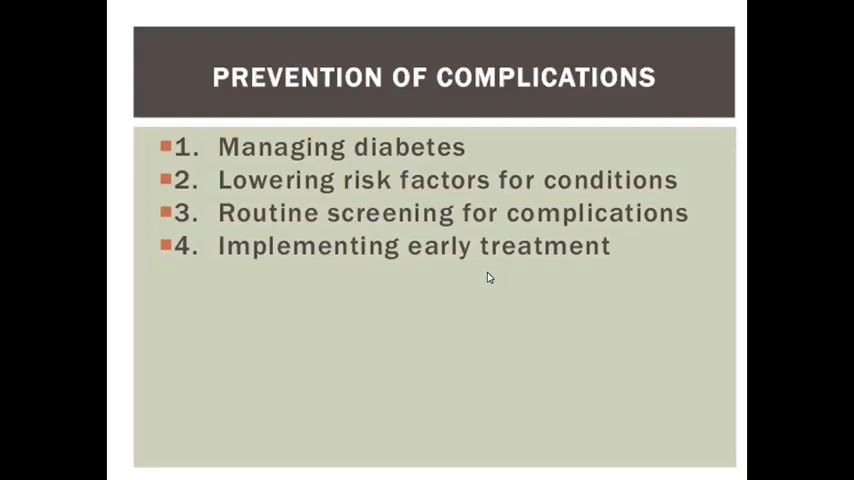 PREVENTION OF COMPLICATIONS
1. Managing diabetes
2. Lowering risk factors for conditions
3. Routine screening for complications
4. Implementing early treatment